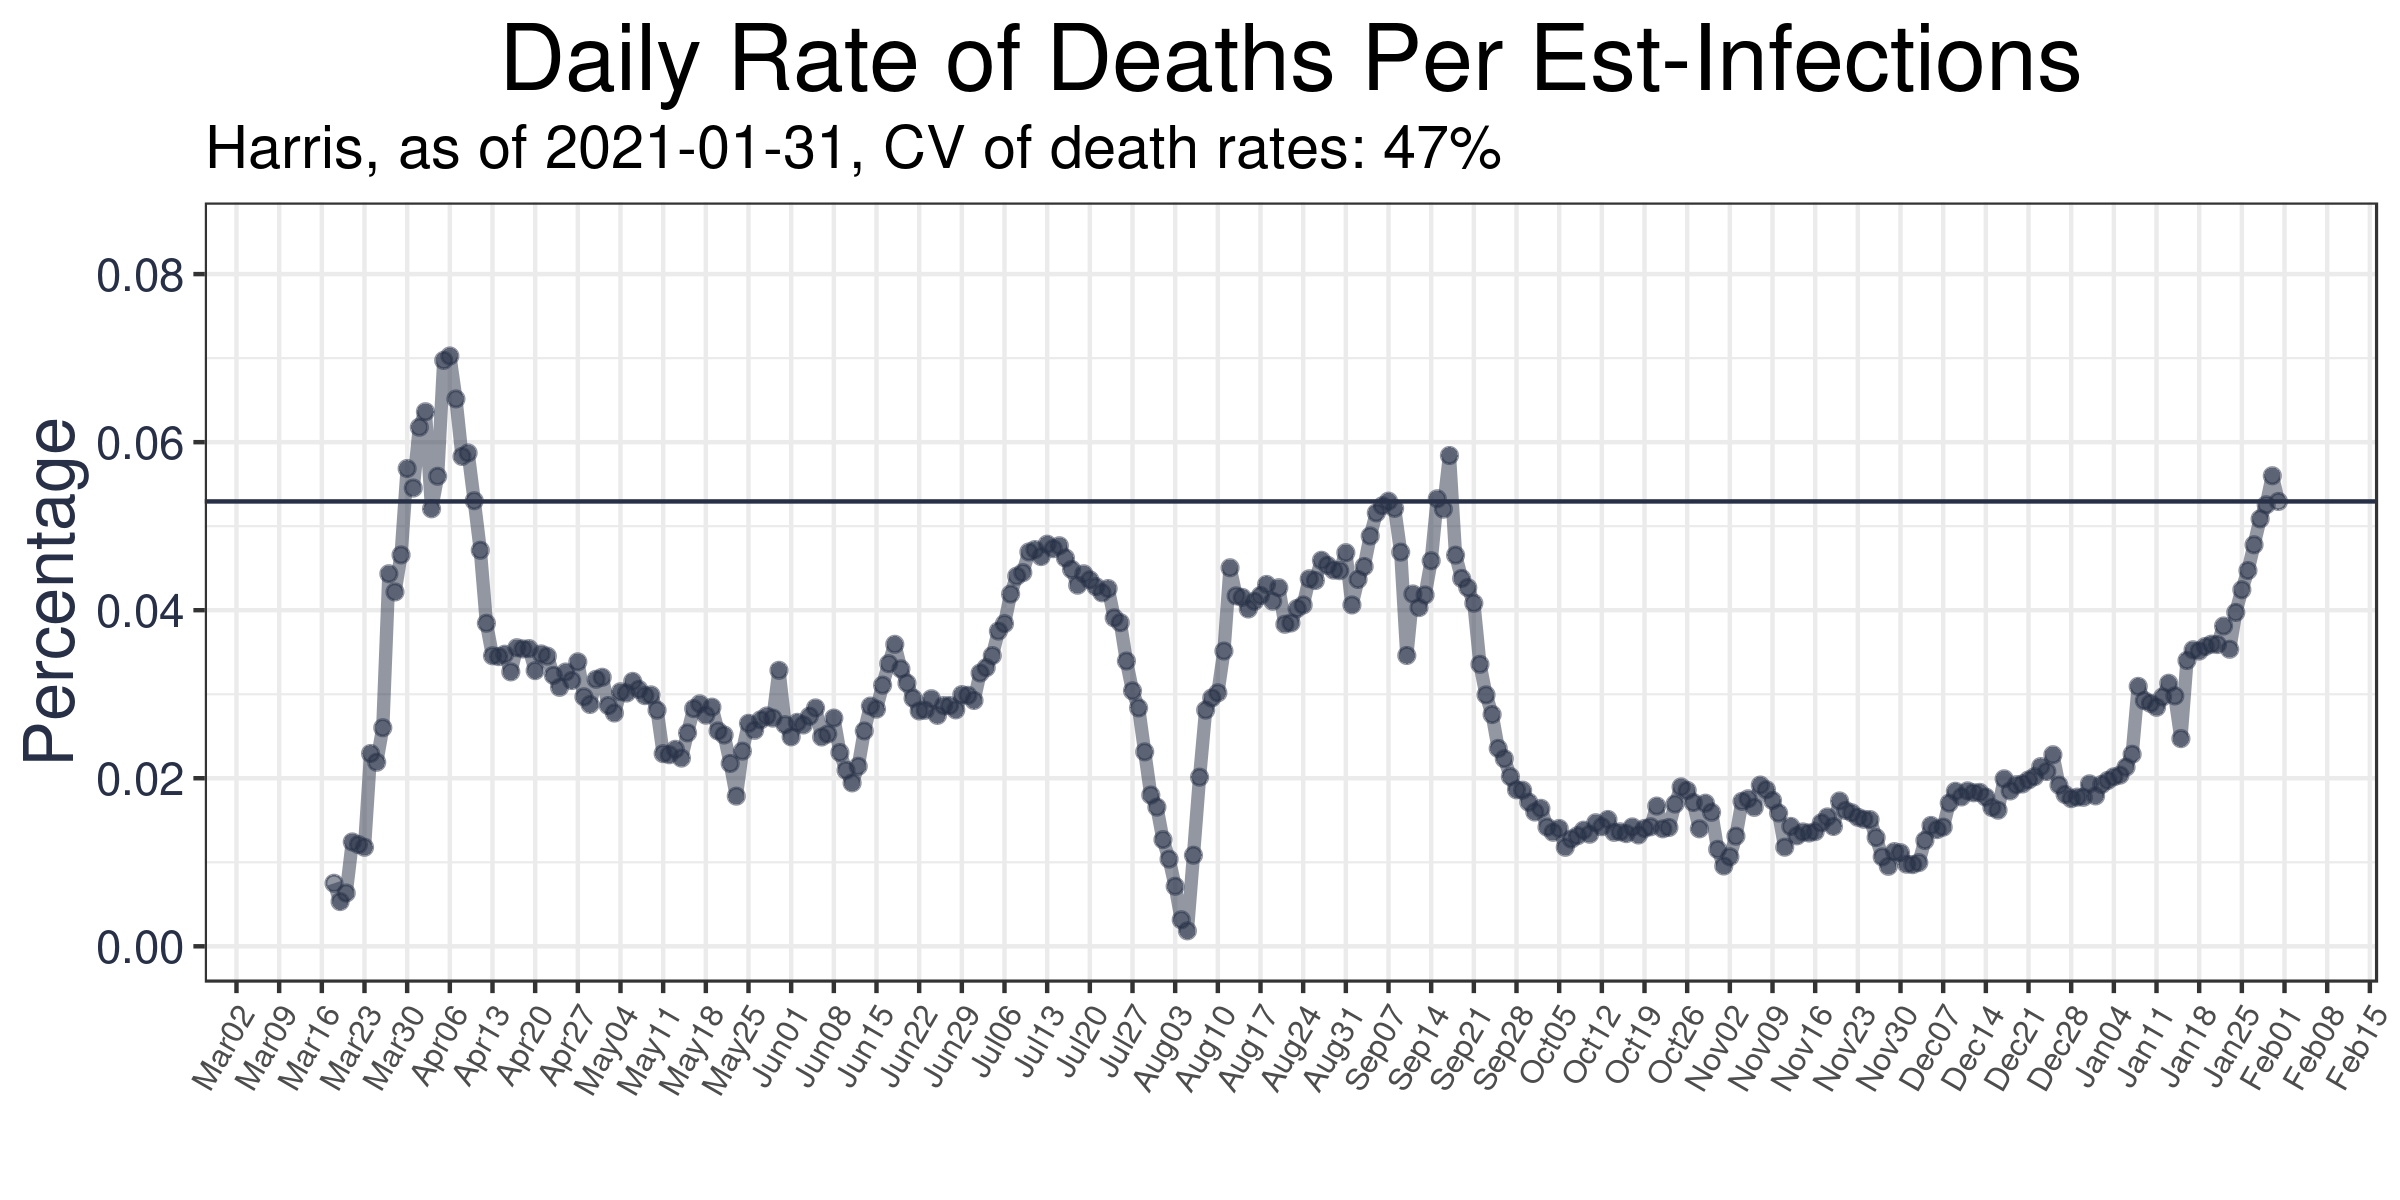 Daily Rate of Deaths Per Est-Infections
Harris, as of 2021-01-31, CV of death rates: 47%
Percentage
0.08
0.06
0.04
0.02
0.00
Mar02
Mar09
Mar16
Mar23
Mar30
Apr06
Apr13
Apr20
Apr27
May04
May11
May18
May25
Jun01
Jun08
Jun15
Jun22
Jun29
Jul06
Jul13
Jul20
Jul27
Aug03
Aug10
Aug17
Aug24
Aug31
Sep07
Sep14
Sep21
Sep28
Oct05
Oct12
Oct19
Oct26
Nov02
Nov09
Nov16
Nov23
Nov30
Dec07
Dec14
Dec21
Dec28
Jan04
Jan11
Jan18
Jan25
Feb01
Feb08
Feb15